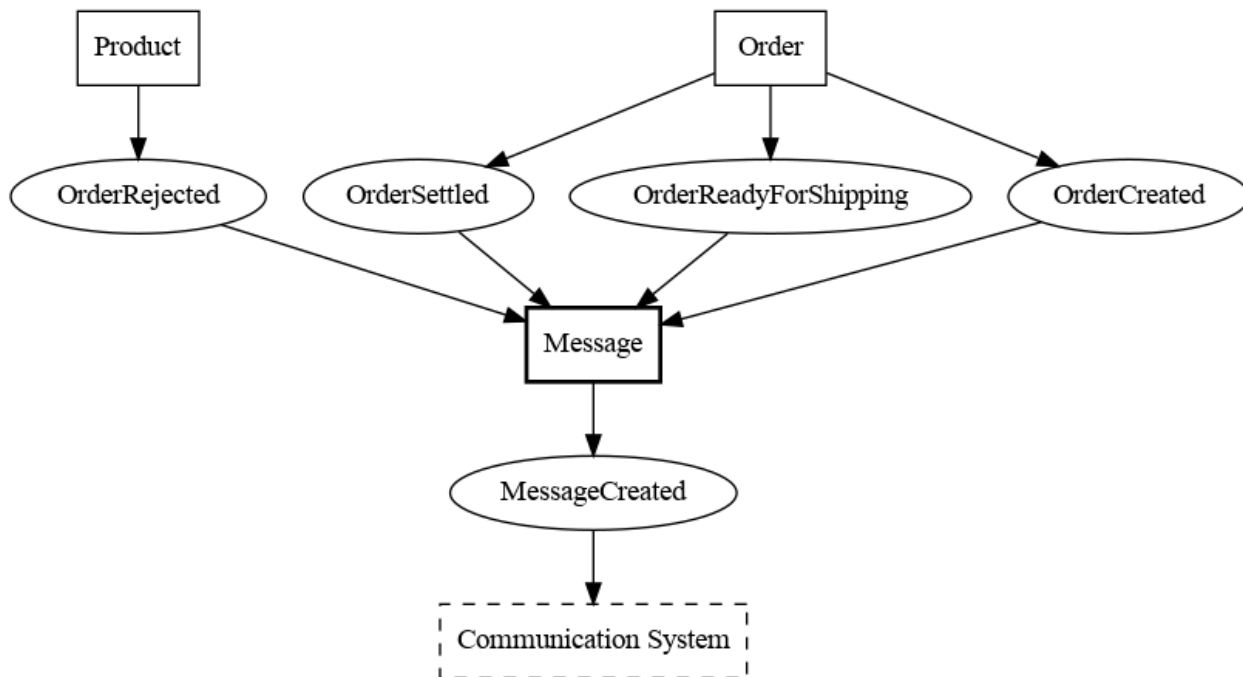 Product
Order
OrderRejected
OrderSettled
OrderReadyForShipping
OrderCreated
Message
MessageCreated
Communication System